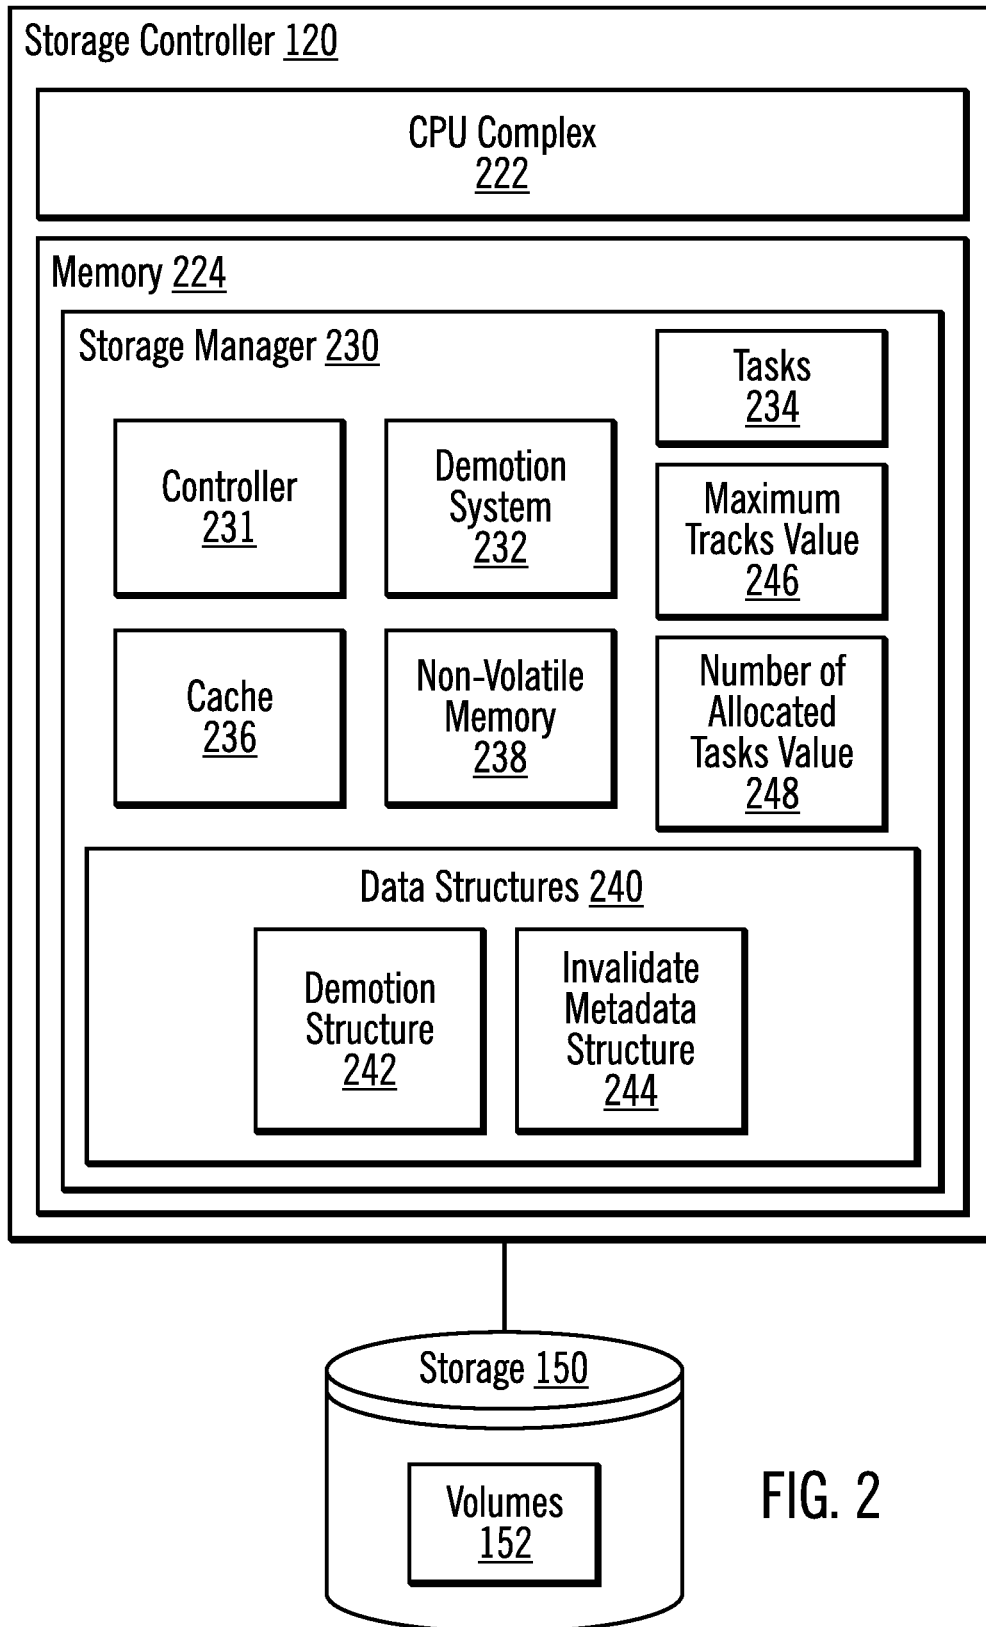 Storage Controller 120
CPU Complex
222
Memory 224
Storage Manager 230
Controller
231
Demotion
System
232
Tasks
234
Maximum
Tracks Value
246
Cache
236
Non-Volatile
Memory
238
Number of
Allocated
Tasks Value
248
Data Structures 240
Demotion
Structure
242
Invalidate
Metadata
Structure
244
Storage 150
Volumes
152
FIG. 2